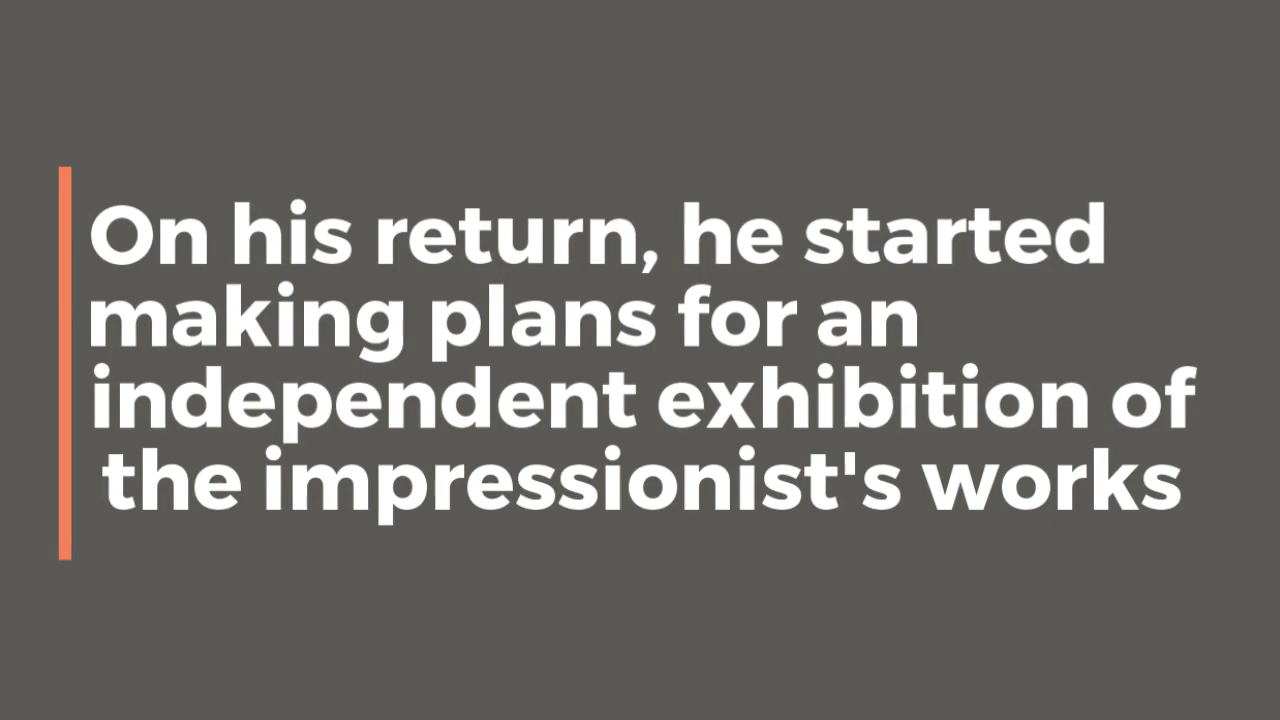 On his return, he started
making plans for an
independent exhibition of
the impressionist's works